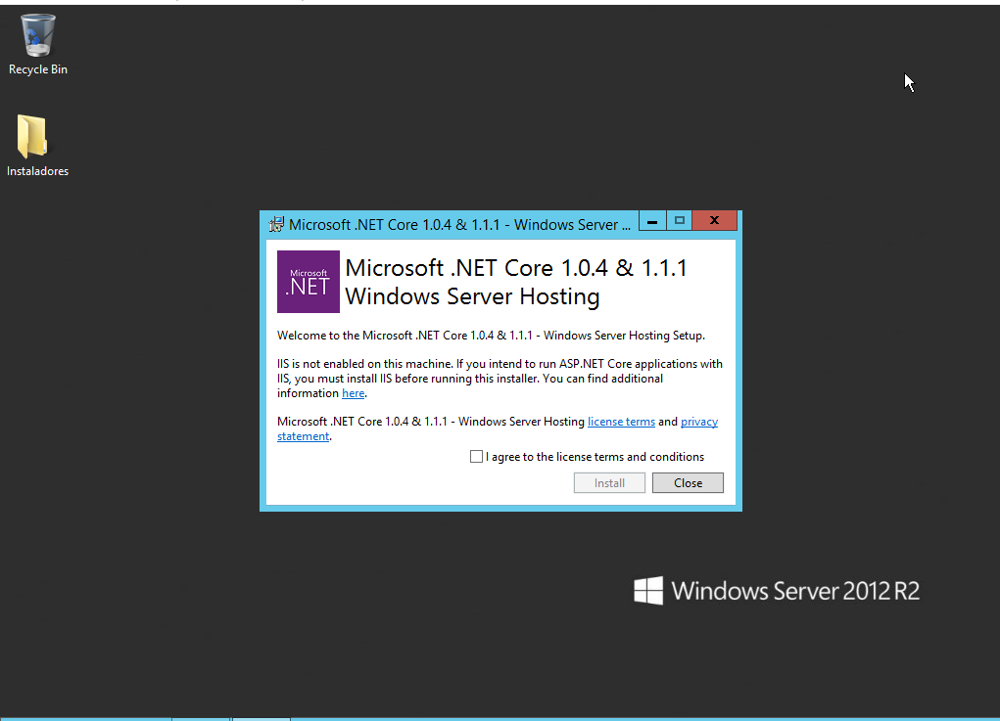 Recycle Bin
Instaladores
Microsoft .NET Core 1.0.4 & 1.1.1 - Windows Server ...
Microsoft
.NET
Microsoft .NET Core 1.0.4 & 1.1.1
Windows Server Hosting
Welcome to the Microsoft .NET Core 1.0.4 & 1.1.1 - Windows Server Hosting Setup.
IIS is not enabled on this machine. If you intend to run ASP.NET Core applications with
IIS, you must install IIS before running this installer. You can find additional
information here.
Microsoft .NET Core 1.0.4 & 1.1.1 - Windows Server Hosting license terms and privacy
statement.
I agree to the license terms and conditions
Install
Close
Windows Server 2012 R2